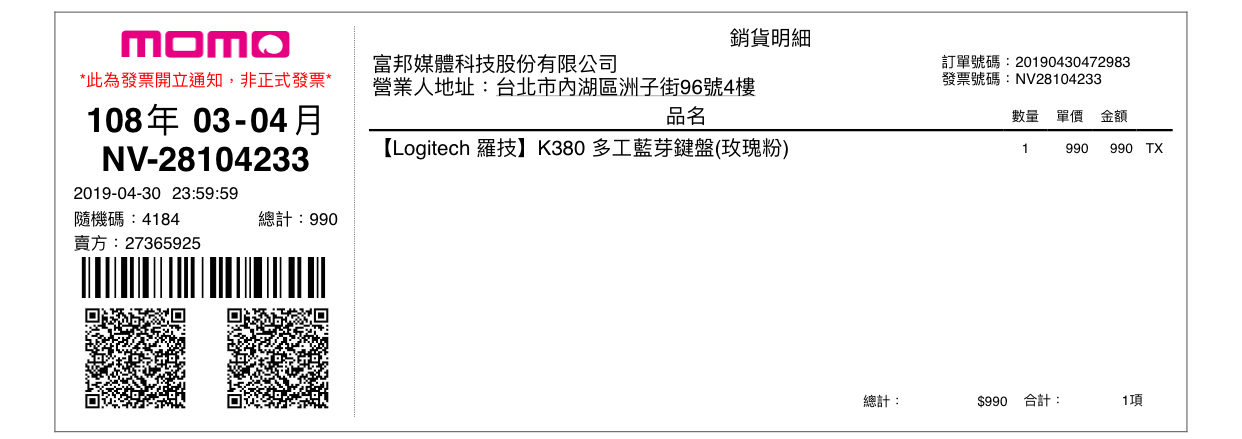 momo
*此為發票開立通知，非正式發票*
108年 03-04月
NV-28104233
2019-04-30 23:59:59
隨機碼：4184 總計：990
賣方：27365925
銷貨明細
富邦媒體科技股份有限公司
營業人地址：台北市內湖區洲子街96號4樓
訂單號碼：20190430472983
發票號碼：NV28104233
品名 數量 單價 金額
【Logitech 羅技】K380 多工藍芽鍵盤(玫瑰粉) 1 990 990 TX
總計： $990 合計： 1項